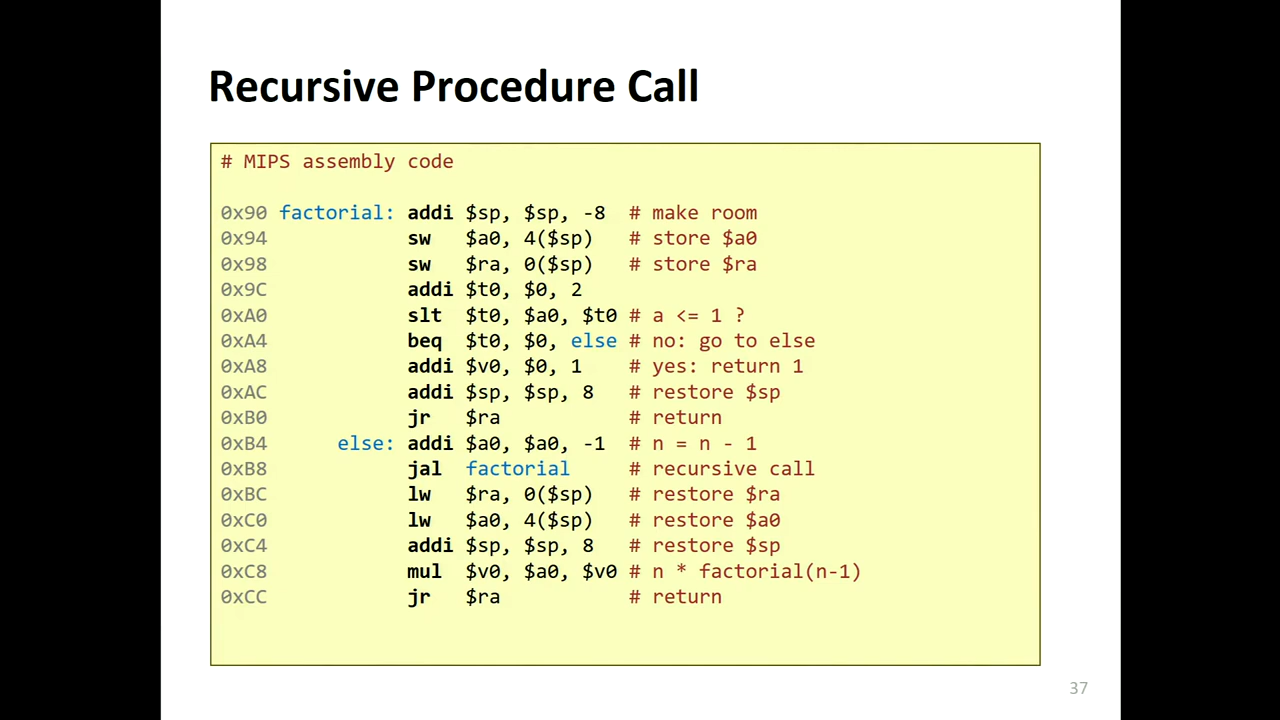 Recursive Procedure Call
# MIPS assembly code
0x90 factorial: addi $sp, $sp, -8 # make room
0x94 sw $a0, 4($sp) # store $a0
0x98 sw $ra, 0($sp) # store $ra
0x9C addi $t0, $0, 2
0xA0 slt $t0, $a0, $t0 # a <= 1 ?
0xA4 beq $t0, $0, else # no: go to else
0xA8 addi $v0, $0, 1 # yes: return 1
0xAC addi $sp, $sp, 8 # restore $sp
0xB0 jr $ra # return
0xB4 else: addi $a0, $a0, -1 # n = n - 1
0xB8 jal factorial # recursive call
0xBC lw $ra, 0($sp) # restore $ra
0xC0 lw $a0, 4($sp) # restore $a0
0xC4 addi $sp, $sp, 8 # restore $sp
0xC8 mul $v0, $a0, $v0 # n * factorial(n-1)
0xCC jr $ra # return
37